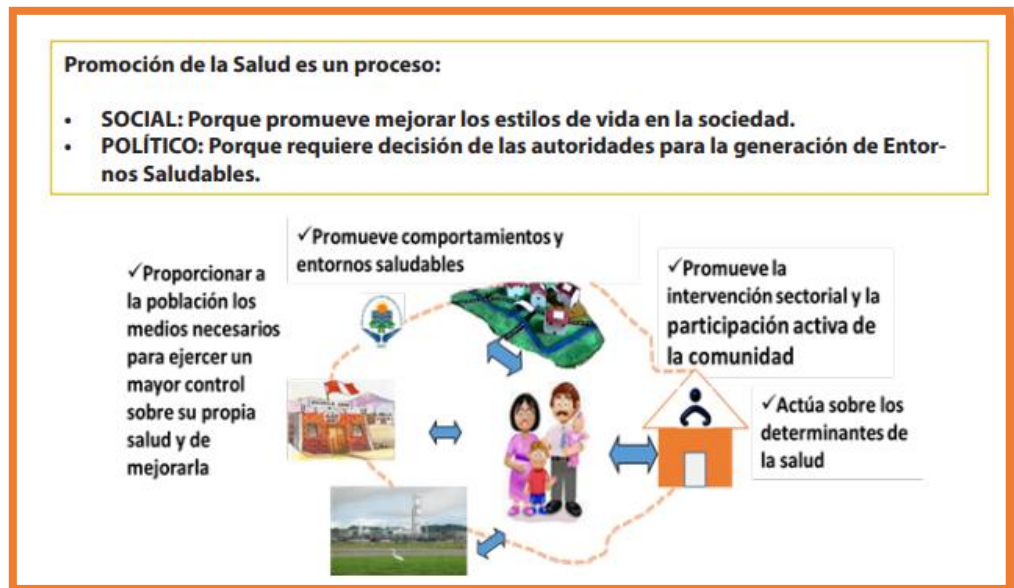 Promoción de la Salud es un proceso:
• SOCIAL: Porque promueve mejorar los estilos de vida en la sociedad.
• POLÍTICO: Porque requiere decisión de las autoridades para la generación de Entor-
nos Saludables.
✓Promueve comportamientos y
entornos saludables
✓Proporcionar a
la población los
medios necesarios
para ejercer un
mayor control
sobre su propia
salud y de
mejorarla
✓Promueve la
intervención sectorial y la
participación activa de
la comunidad
✓Actúa sobre los
determinantes de
la salud